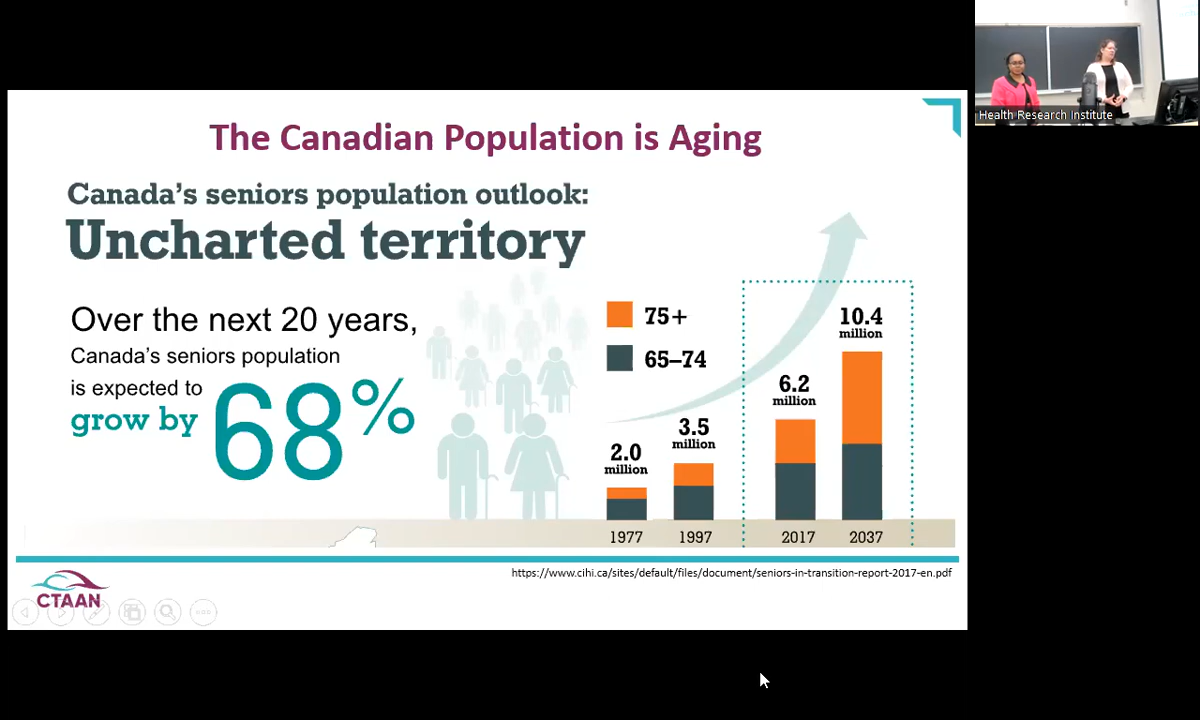 The Canadian Population is Aging
Canada's seniors population outlook:
Uncharted territory
Over the next 20 years,
Canada's seniors population
is expected to
grow by
68%
75+
65–74
2.0
million
3.5
million
6.2
million
10.4
million
1977
1997
2017
2037
https://www.cihi.ca/sites/default/files/document/seniors-in-transition-report-2017-en.pdf
CTAAN
Health Research Institute